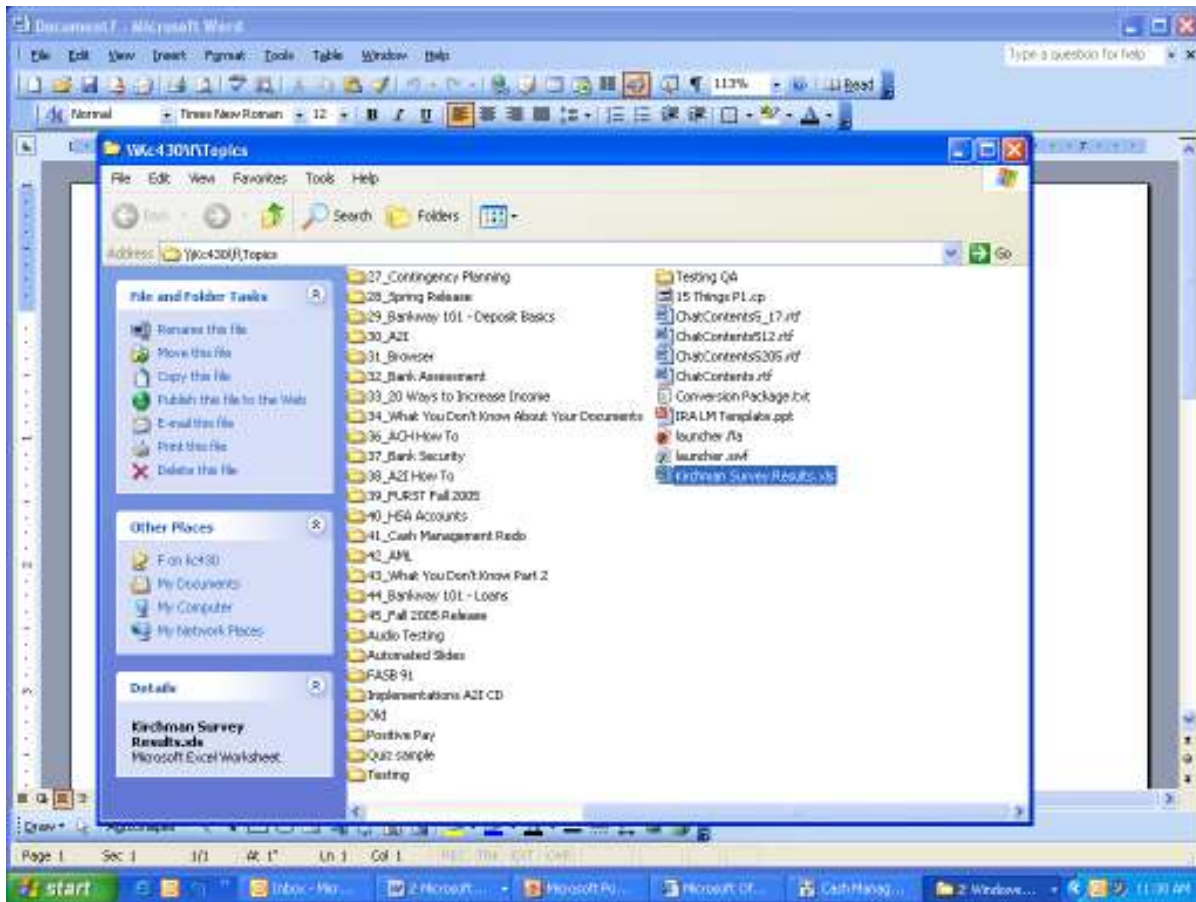 Document7 - Microsoft Word
File Edit View Insert Format Tools Table Window Help
Type a question for help
113% Read
Normal Times New Roman 12 B I U
\\Kc430\f\Topics
File Edit View Favorites Tools Help
Back Search Folders
Address \\Kc430\f\Topics Go
File and Folder Tasks
Rename this file
Move this file
Copy this file
Publish this file to the Web
E-mail this file
Print this file
Delete this file
Other Places
F on kc430
My Documents
My Computer
My Network Places
Details
Kirchman Survey
Results.xls
Microsoft Excel Worksheet
27_Contingency Planning
28_Spring Release
29_Bankway 101 - Deposit Basics
30_A2I
31_Browser
32_Bank Assessment
33_20 Ways to Increase Income
34_What You Don't Know About Your Documents
36_ACH How To
37_Bank Security
38_A2I How To
39_FURST Fall 2005
40_HSA Accounts
41_Cash Management Redo
42_AML
43_What You Don't Know Part 2
44_Bankway 101 - Loans
45_Fall 2005 Release
Audio Testing
Automated Slides
FASB 91
Implementations A2I CD
Old
Positive Pay
Quiz sample
Testing
Testing QA
15 Things P1.cp
ChatContents5_17.rtf
ChatContents512.rtf
ChatContents5205.rtf
ChatContents.rtf
Conversion Package.txt
IRA LM Template.ppt
launcher.fla
launcher.swf
Kirchman Survey Results.xls
Draw AutoShapes
Page 1 Sec 1 1/1 At 1" Ln 1 Col 1 REC TRK EXT OVR
start Inbox - Mic... 2 Microsoft ... Microsoft Po... Microsoft Of... Cash Manag... 2 Windows... 11:00 AM